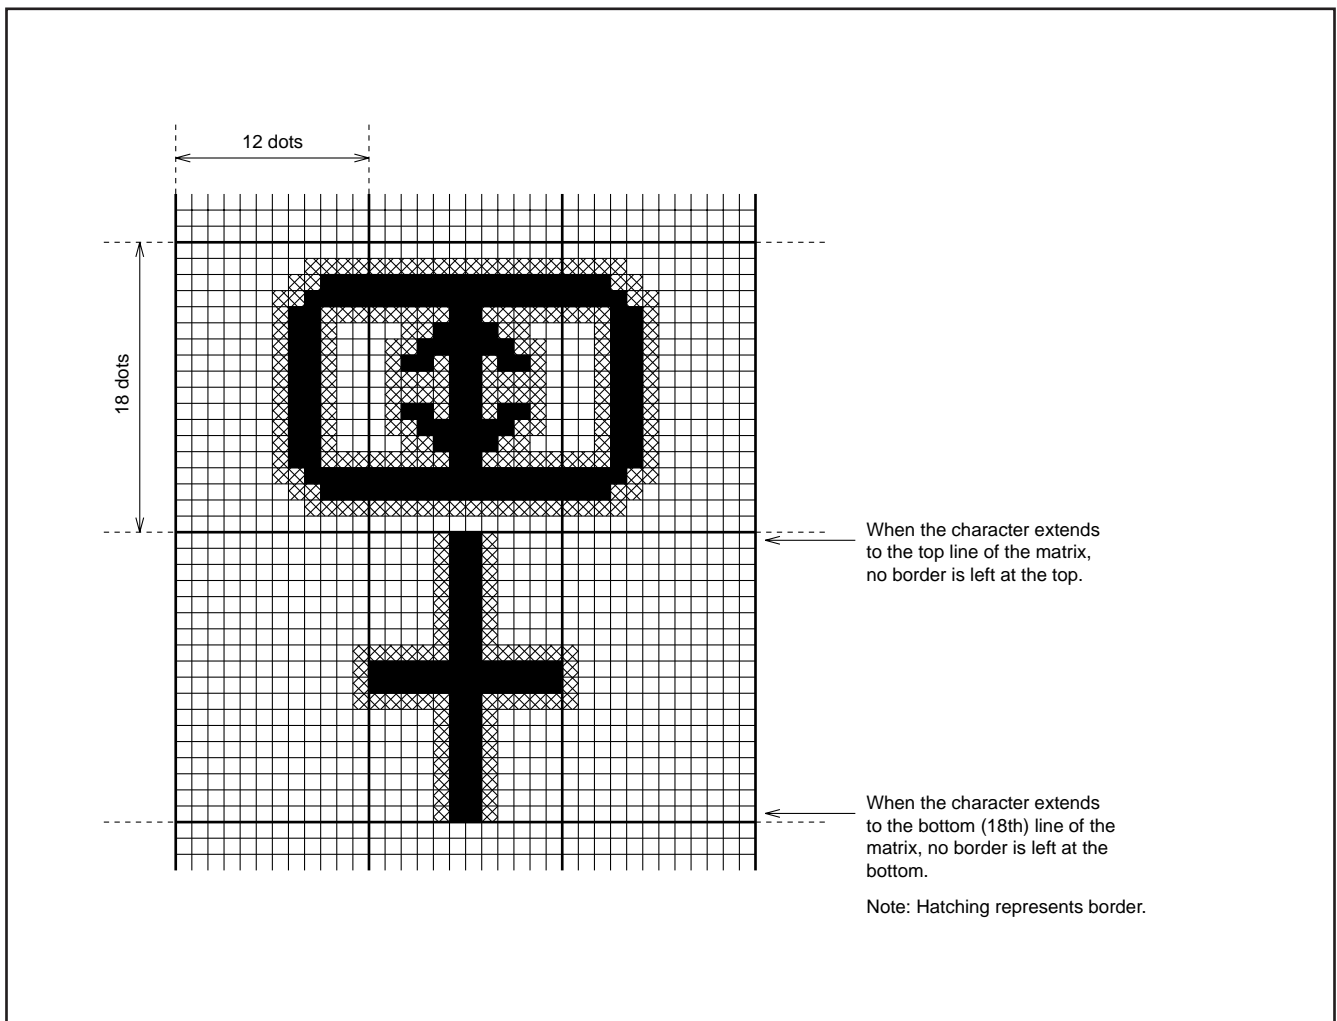 12 dots
18 dots
When the character extends
to the top line of the matrix,
no border is left at the top.
When the character extends
to the bottom (18th) line of the
matrix, no border is left at the
bottom.
Note: Hatching represents border.